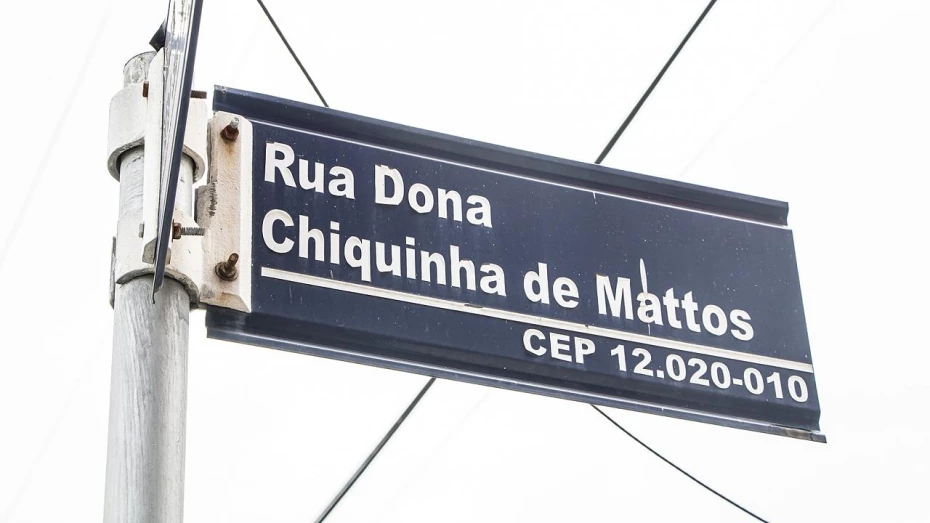 Rua Dona
Chiquinha de Mattos
CEP 12.020-010